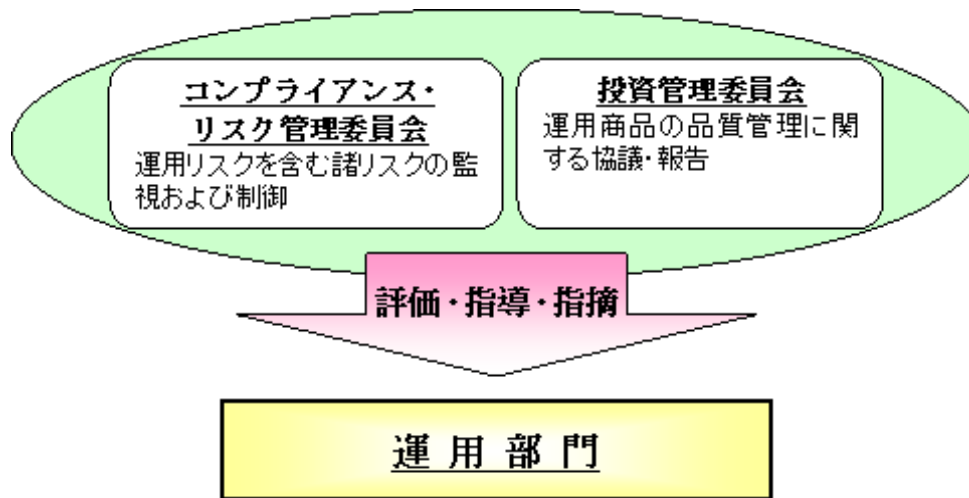 コンプライアンス・
リスク管理委員会
運用リスクを含む諸リスクの監
視および制御
投資管理委員会
運用商品の品質管理に関
する協議・報告
評価・指導・指摘
運用部門